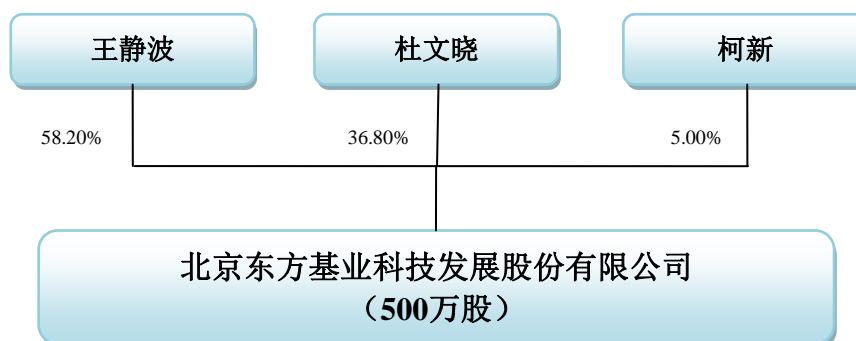 王静波
杜文晓
柯新
58.20%
36.80%
5.00%
北京东方基业科技发展股份有限公司
（500万股）